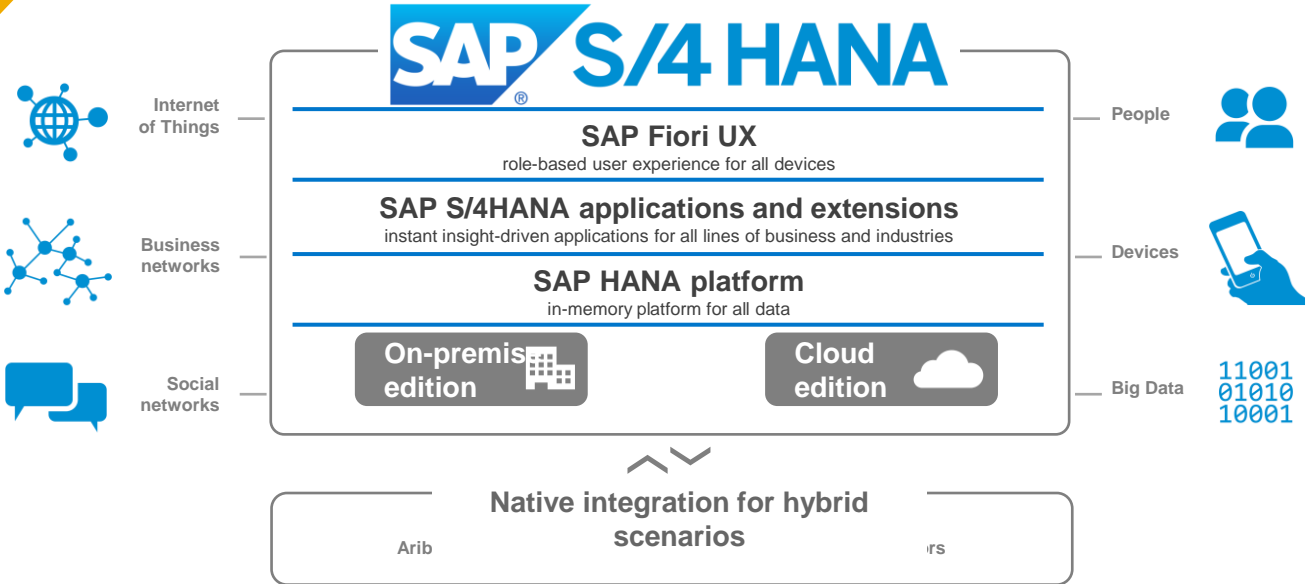 SAP S/4 HANA
®
Internet
of Things
Business
networks
Social
networks
SAP Fiori UX
role-based user experience for all devices
SAP S/4HANA applications and extensions
instant insight-driven applications for all lines of business and industries
SAP HANA platform
in-memory platform for all data
On-premis
edition
Cloud
edition
People
Devices
Big Data
11001
01010
10001
Native integration for hybrid
scenarios
Arib
rs